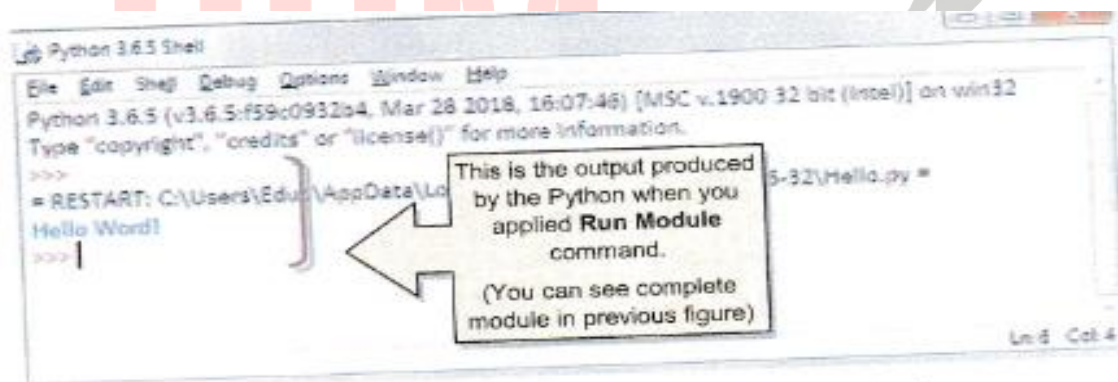 Python 3.6.5 Shell
File Edit Shell Debug Options Window Help
Python 3.6.5 (v3.6.5:f59c0932b4, Mar 28 2018, 16:07:46) [MSC v.1900 32 bit (Intel)] on win32
Type "copyright", "credits" or "license()" for more information.
>>>
= RESTART: C:\Users\Edu \AppData\Lo 5-32\Hello.py =
Hello Word!
>>>
This is the output produced
by the Python when you
applied Run Module
command.
(You can see complete
module in previous figure)
Ln: 6 Col: 4